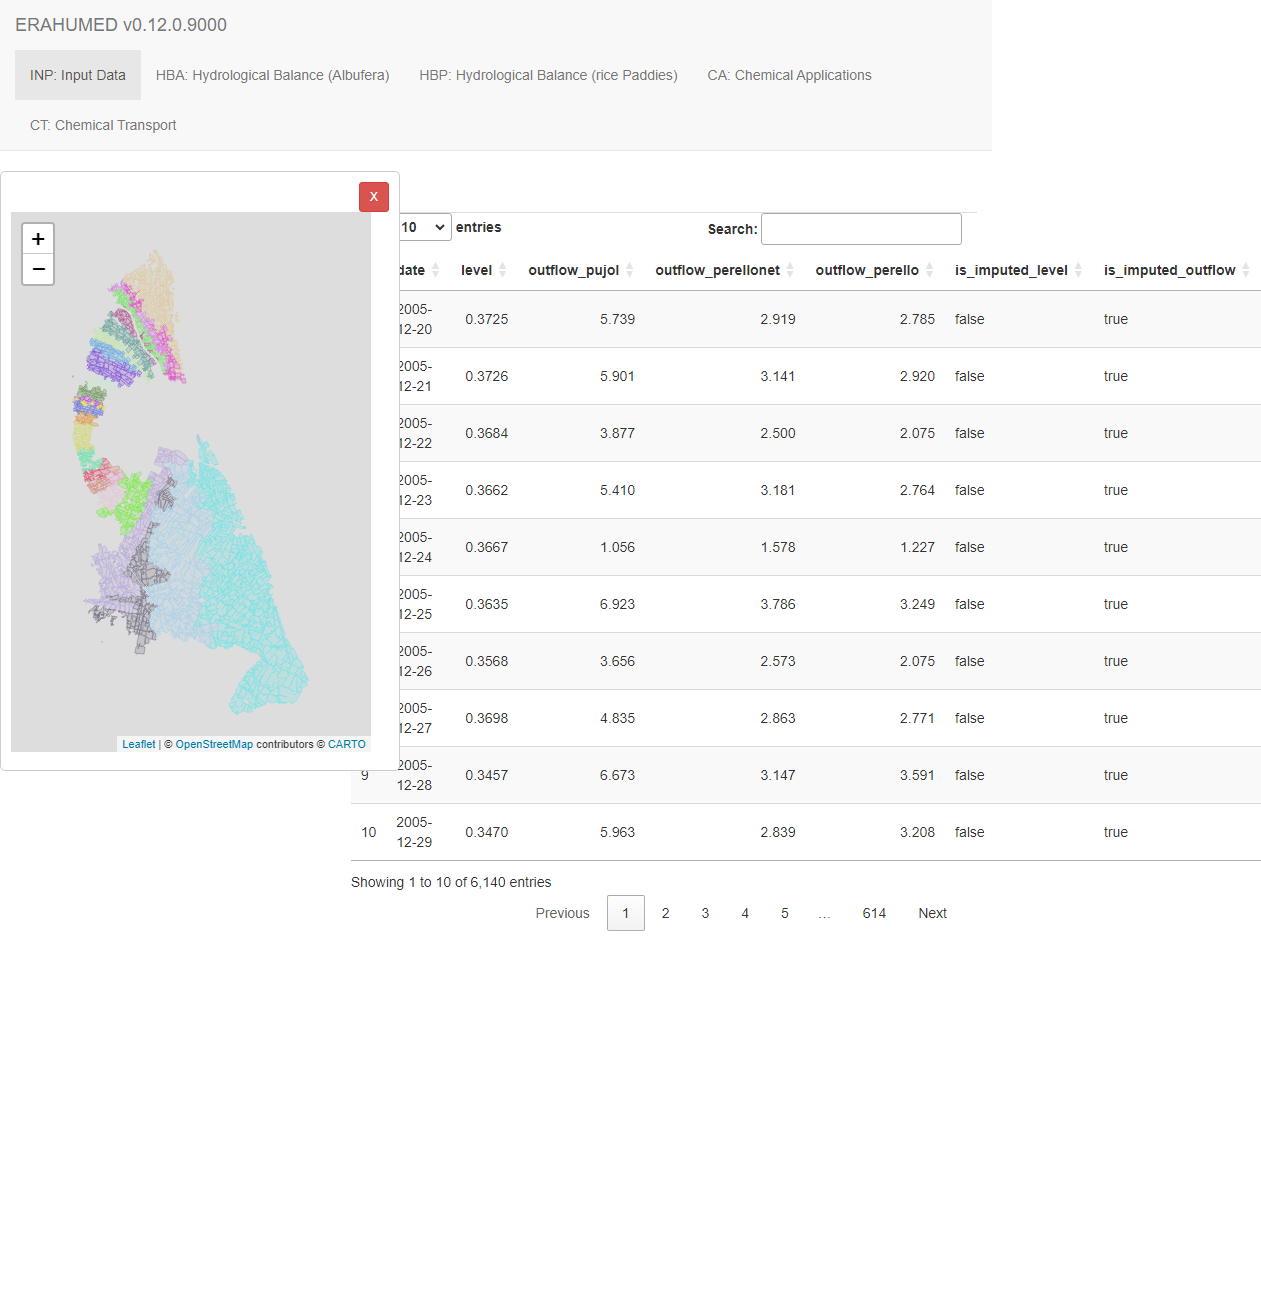 ERAHUMED v0.12.0.9000
INP: Input Data HBA: Hydrological Balance (Albufera) HBP: Hydrological Balance (rice Paddies) CA: Chemical Applications
CT: Chemical Transport
X
+
−
Leaflet | © OpenStreetMap contributors © CARTO
10 entries Search:
date level outflow_pujol outflow_perellonet outflow_perello is_imputed_level is_imputed_outflow
2005-
12-20 0.3725 5.739 2.919 2.785 false true
2005-
12-21 0.3726 5.901 3.141 2.920 false true
2005-
12-22 0.3684 3.877 2.500 2.075 false true
2005-
12-23 0.3662 5.410 3.181 2.764 false true
2005-
12-24 0.3667 1.056 1.578 1.227 false true
2005-
12-25 0.3635 6.923 3.786 3.249 false true
2005-
12-26 0.3568 3.656 2.573 2.075 false true
2005-
12-27 0.3698 4.835 2.863 2.771 false true
9 2005-
12-28 0.3457 6.673 3.147 3.591 false true
10 2005-
12-29 0.3470 5.963 2.839 3.208 false true
Showing 1 to 10 of 6,140 entries
Previous 1 2 3 4 5 … 614 Next